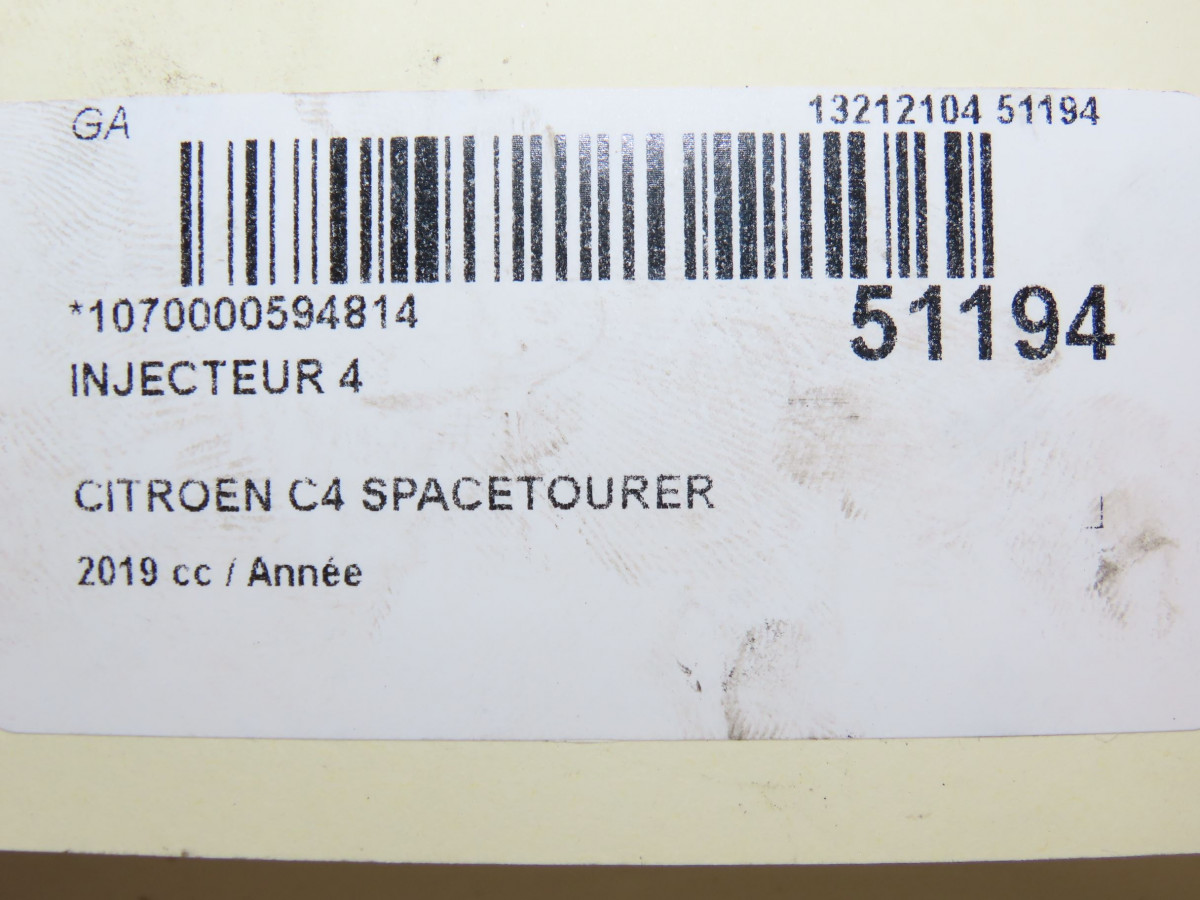 GA
13212104 51194
*1070000594814
51194
INJECTEUR 4
CITROEN C4 SPACETOURER
2019 cc / Année